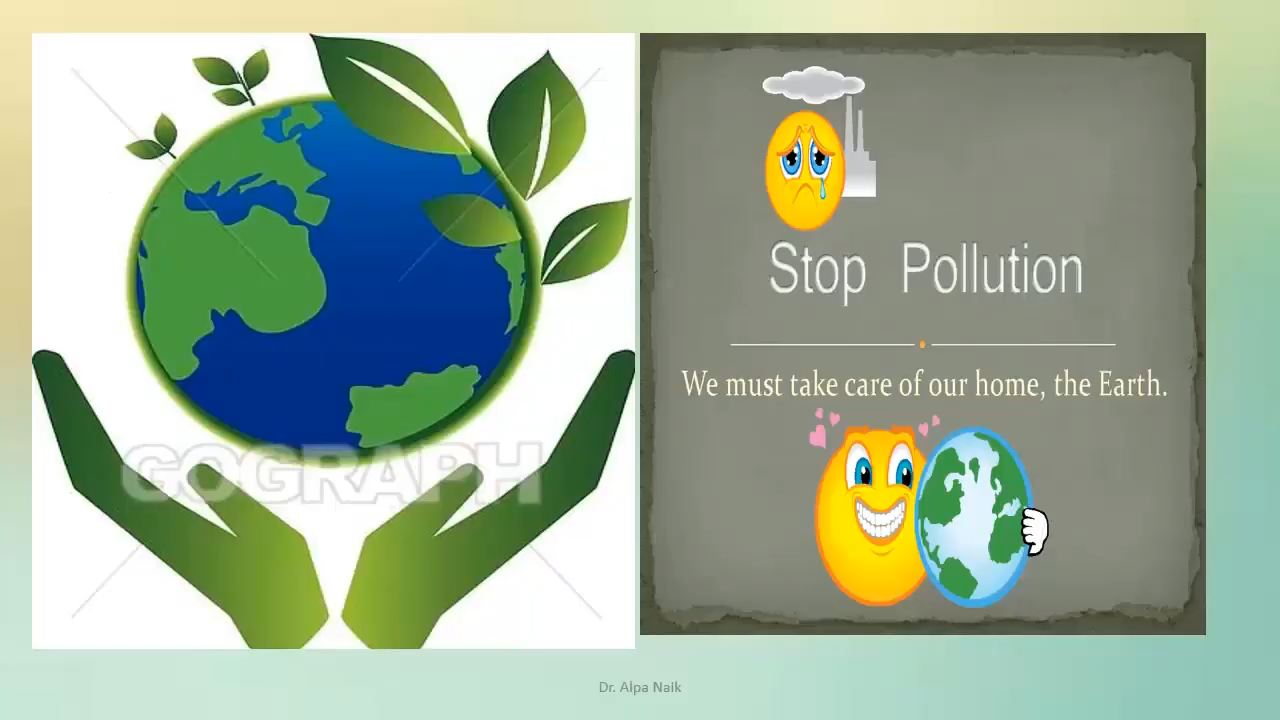 GOGRAPH
Stop Pollution
We must take care of our home, the Earth.
Dr. Alpa Naik